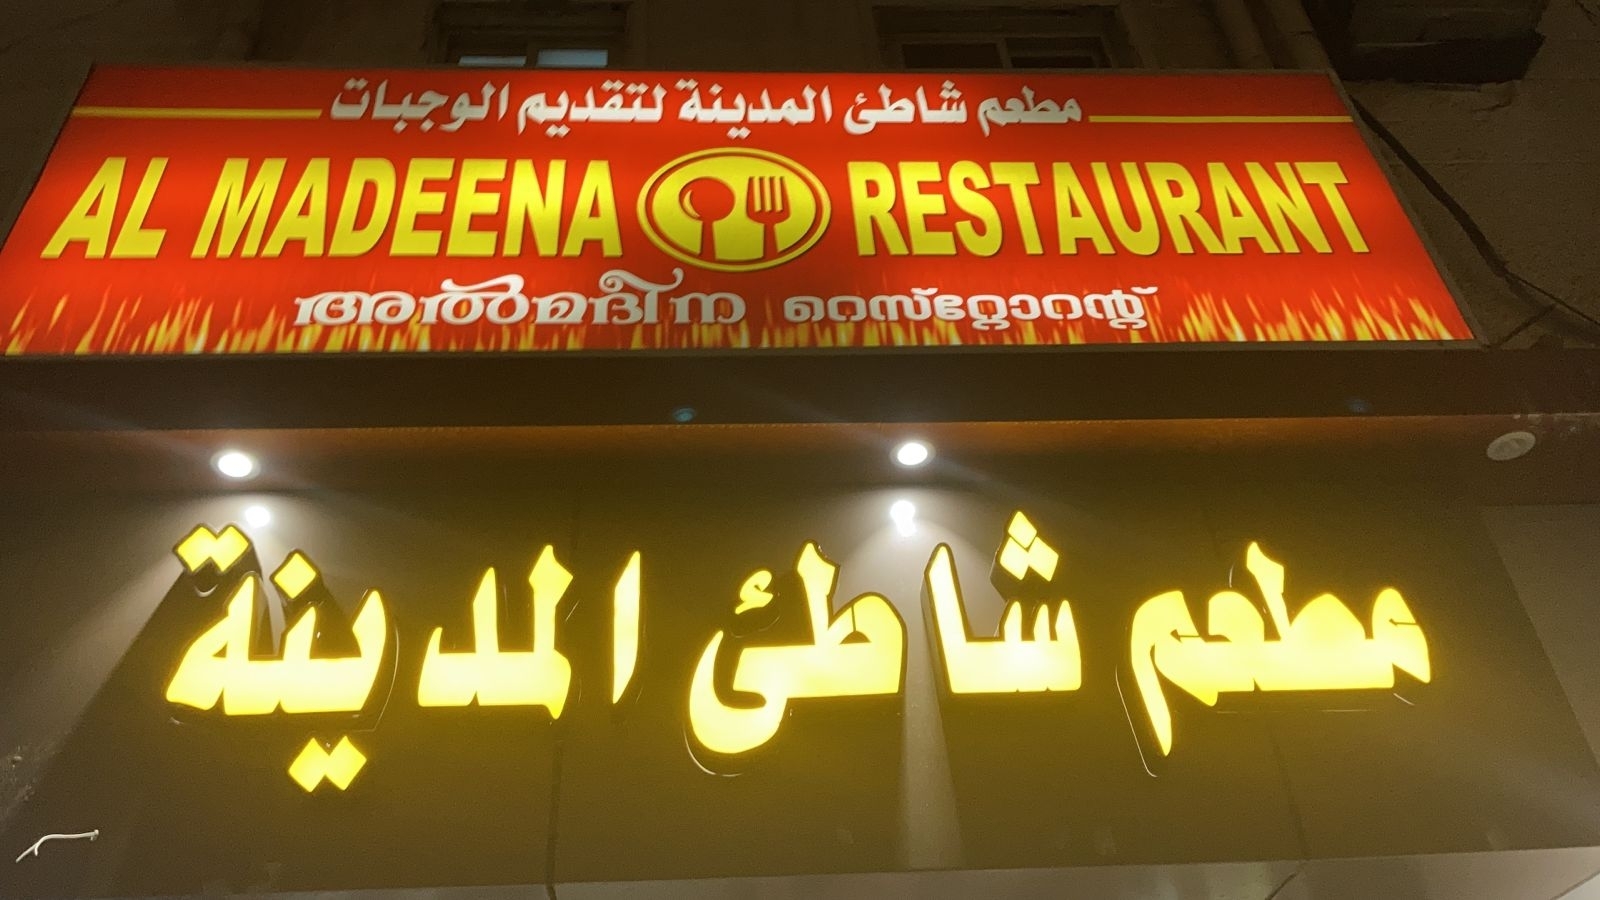 مطعم شاطئ المدينة لتقديم الوجبات
AL MADEENA RESTAURANT
അൽമദീന റെസ്റ്റോറന്റ്
مطعم شاطئ المدينة